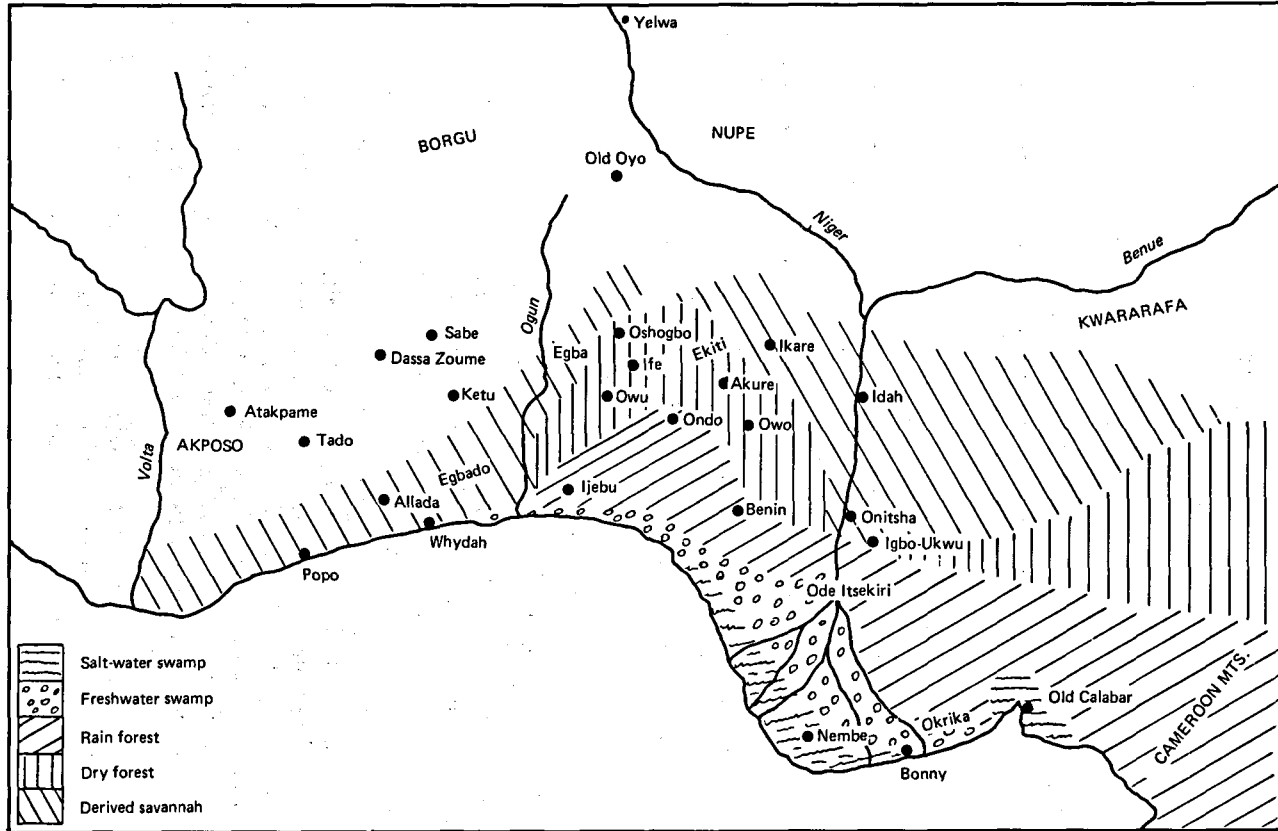 Yelwa
BORGU
NUPE
Old Oyo
Niger
Benue
KWARARAFA
Ogun
Sabe
Dassa Zoume
Oshogbo
Egba
Ife
Ekiti
Ikare
Ketu
Owu
Akure
Idah
Atakpame
AKPOSO
Tado
Volta
Ondo
Owo
Egbado
Allada
Ijebu
Benin
Onitsha
Whydah
Igbo-Ukwu
Popo
Ode Itsekiri
Salt-water swamp
Freshwater swamp
Rain forest
Dry forest
Derived savannah
Old Calabar
Okrika
Nembe
Bonny
CAMEROON MTS.